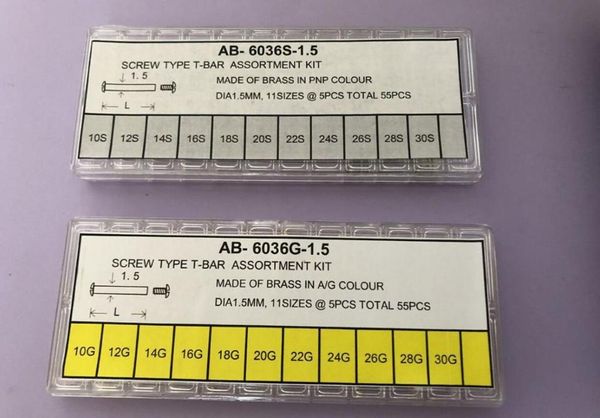 AB- 6036S-1.5
SCREW TYPE T-BAR ASSORTMENT KIT
1.5
MADE OF BRASS IN PNP COLOUR
L
DIA1.5MM, 11SIZES @ 5PCS TOTAL 55PCS
10S 12S 14S 16S 18S 20S 22S 24S 26S 28S 30S
AB- 6036G-1.5
SCREW TYPE T-BAR ASSORTMENT KIT
1.5
MADE OF BRASS IN A/G COLOUR
L
DIA1.5MM, 11SIZES @ 5PCS TOTAL 55PCS
10G 12G 14G 16G 18G 20G 22G 24G 26G 28G 30G